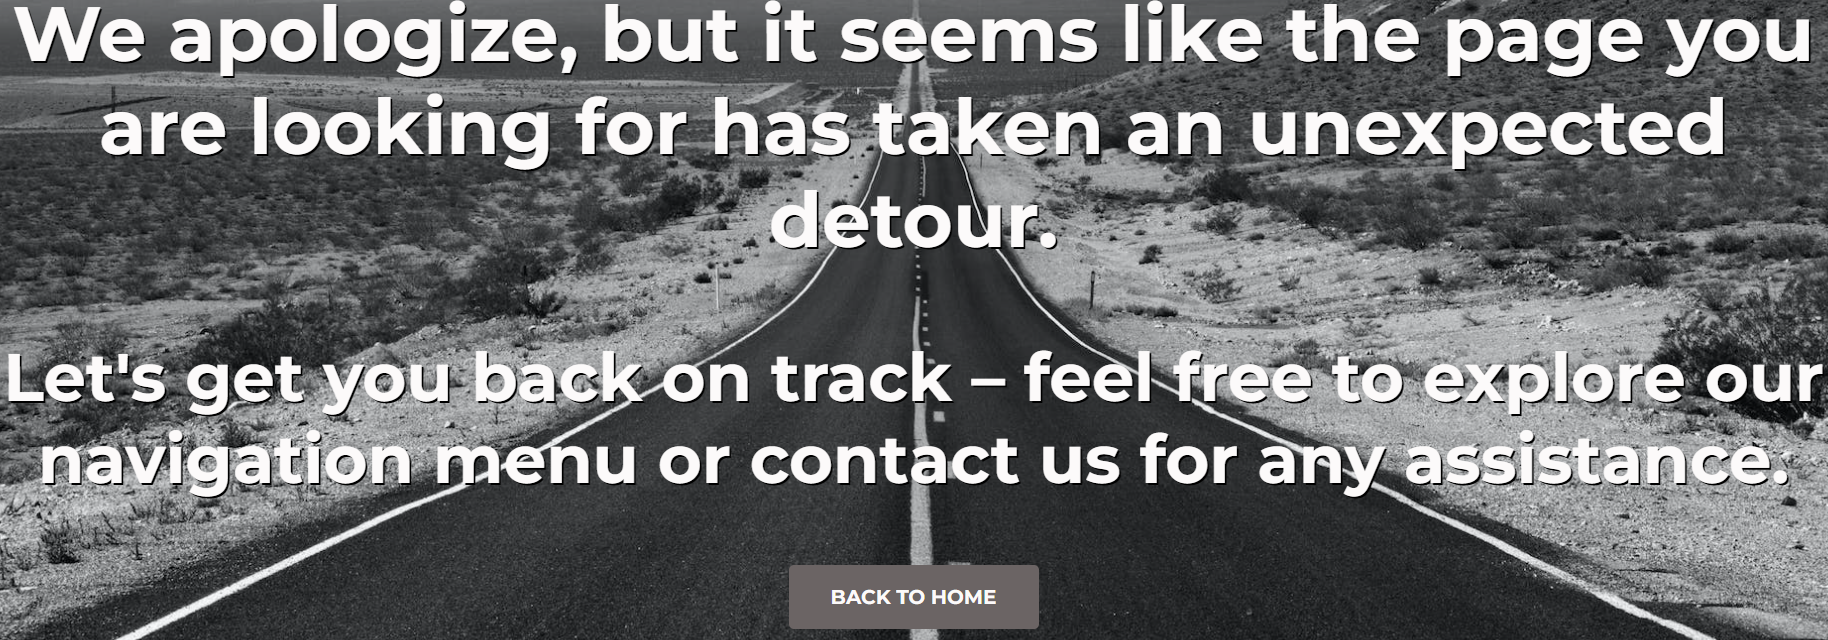 We apologize, but it seems like the page you
are looking for has taken an unexpected
detour.
Let's get you back on track – feel free to explore our
navigation menu or contact us for any assistance.
BACK TO HOME